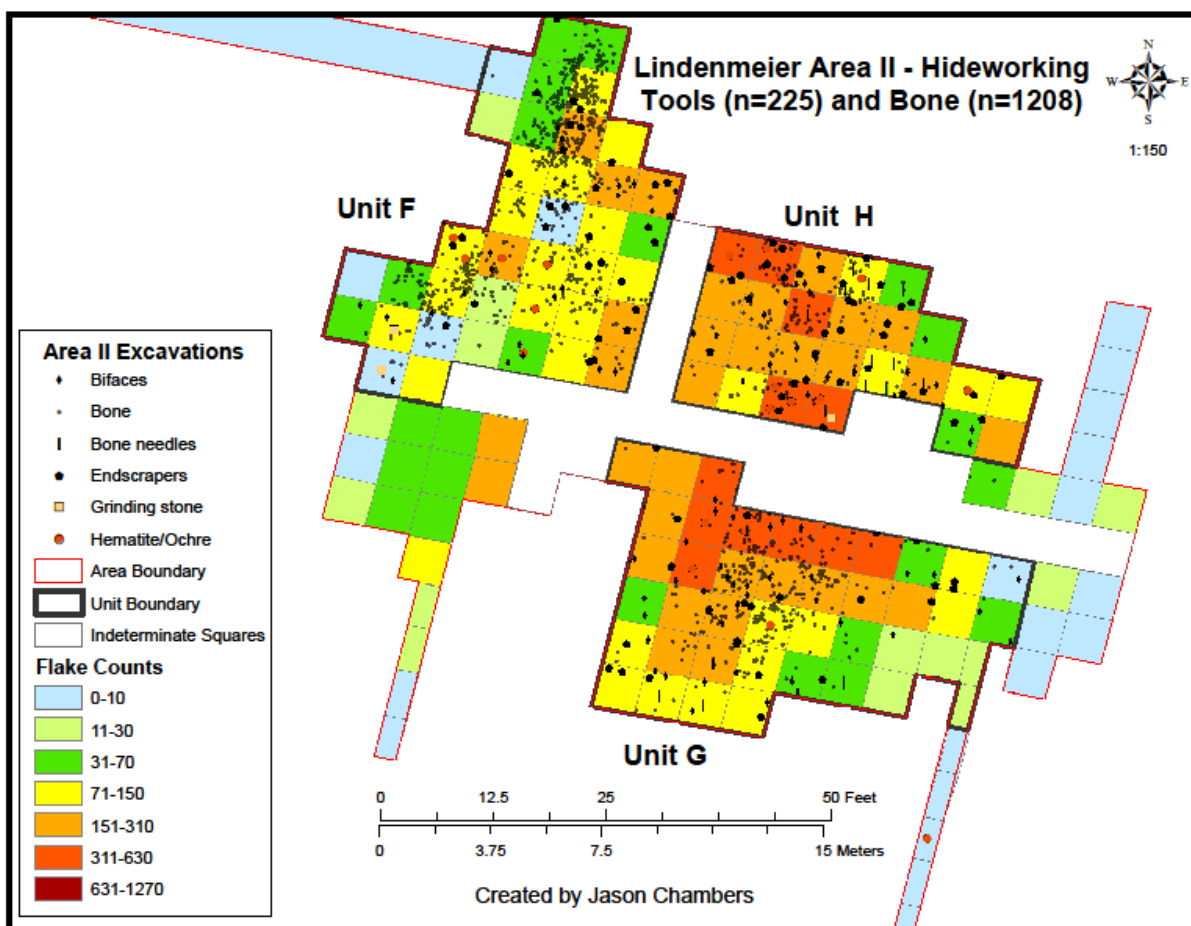 Lindenmeier Area II - Hideworking
Tools (n=225) and Bone (n=1208)
N
W
E
S
1:150
Unit F
Unit H
Area II Excavations
Bifaces
Bone
Bone needles
Endscrapers
Grinding stone
Hematite/Ochre
Area Boundary
Unit Boundary
Indeterminate Squares
Flake Counts
0-10
11-30
31-70
71-150
151-310
311-630
631-1270
Unit G
0 12.5 25 50 Feet
0 3.75 7.5 15 Meters
Created by Jason Chambers